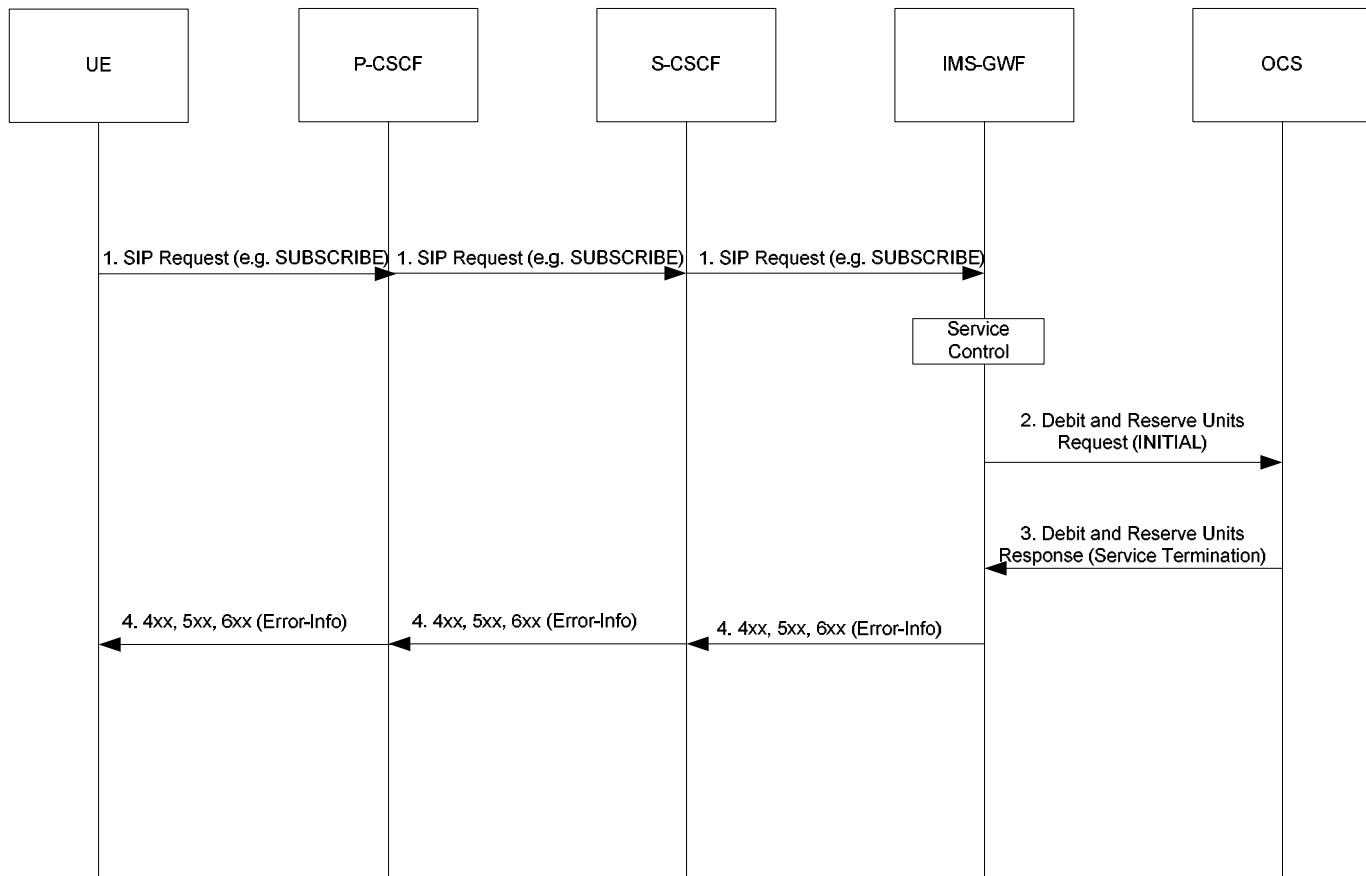 UE
P-CSCF
S-CSCF
IMS-GWF
OCS
1. SIP Request (e.g. SUBSCRIBE)
1. SIP Request (e.g. SUBSCRIBE)
1. SIP Request (e.g. SUBSCRIBE)
Service
Control
2. Debit and Reserve Units
Request (INITIAL)
3. Debit and Reserve Units
Response (Service Termination)
4. 4xx, 5xx, 6xx (Error-Info)
4. 4xx, 5xx, 6xx (Error-Info)
4. 4xx, 5xx, 6xx (Error-Info)